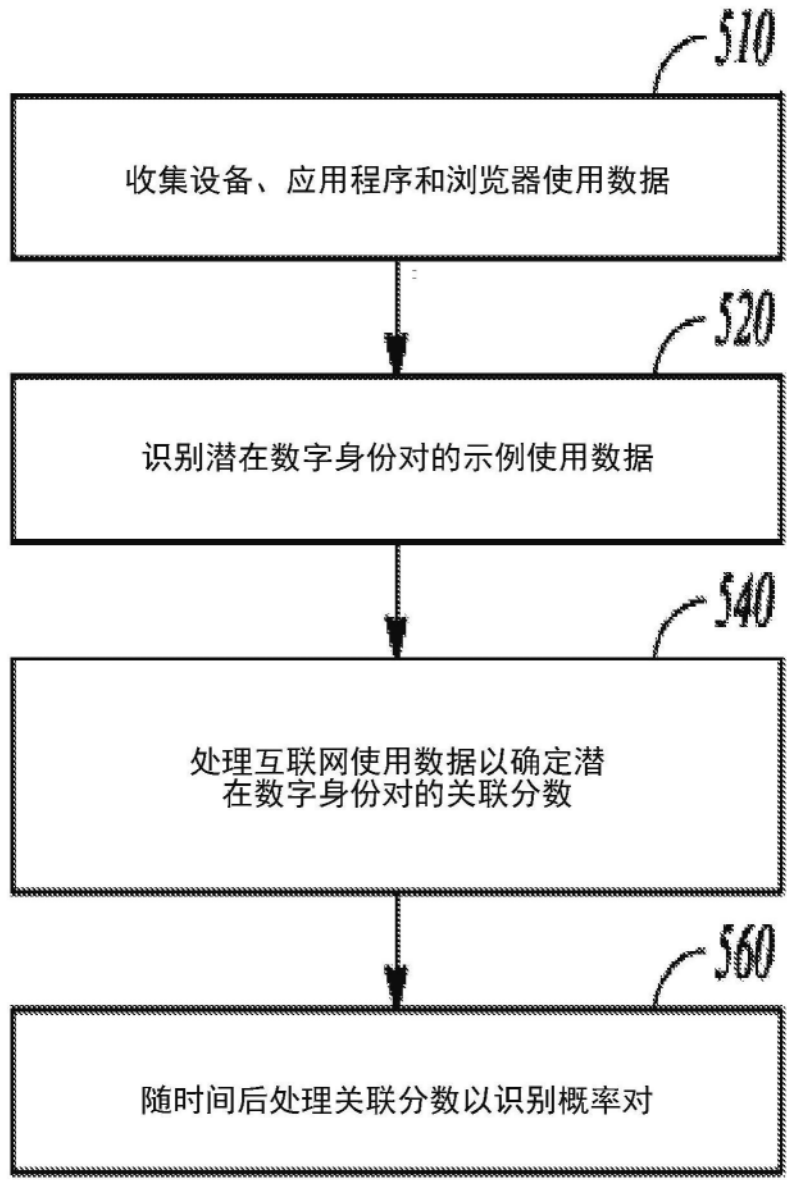 510
收集设备、应用程序和浏览器使用数据
520
识别潜在数字身份对的示例使用数据
540
处理互联网使用数据以确定潜
在数字身份对的关联分数
560
随时间后处理关联分数以识别概率对